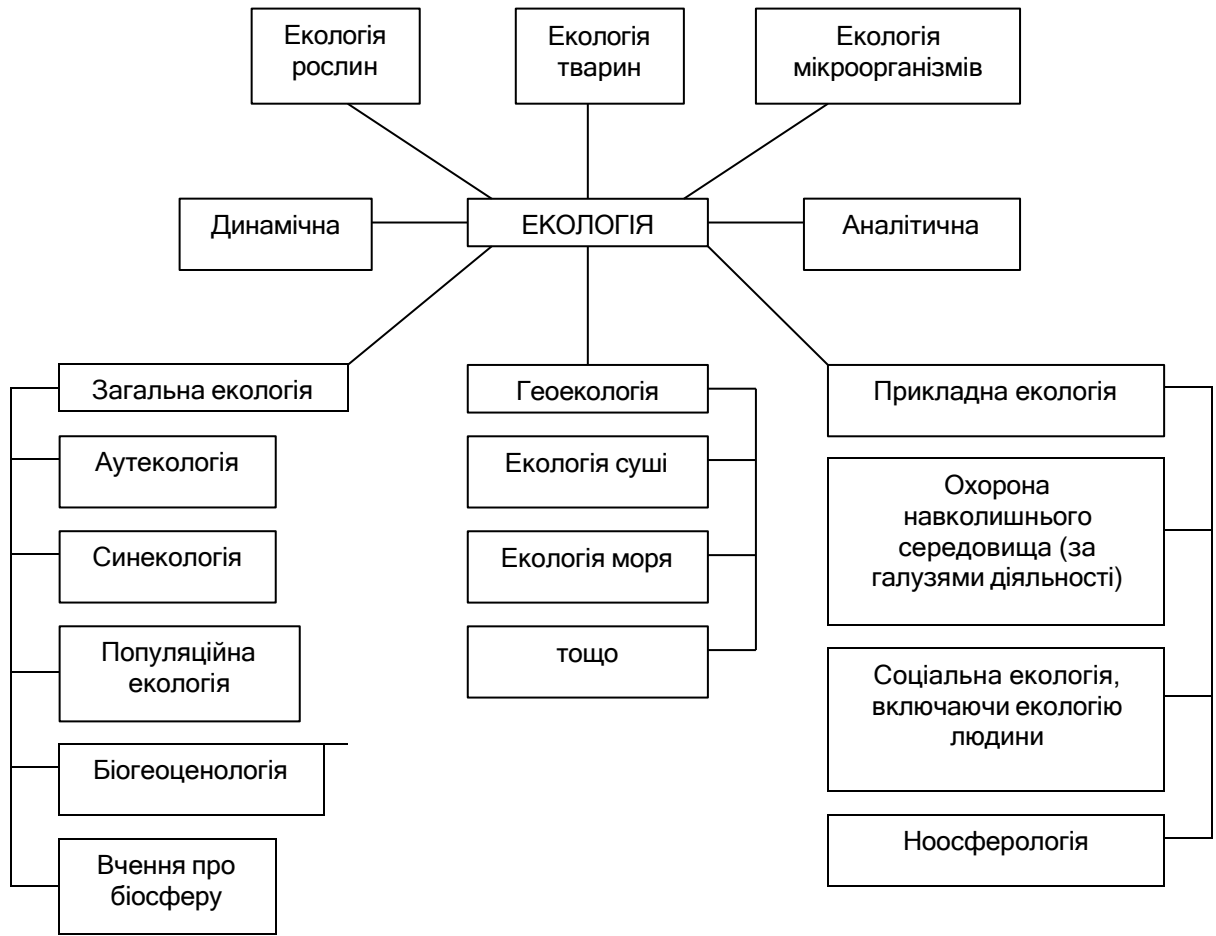 Екологія
рослин
Екологія
тварин
Екологія
мікроорганізмів
Динамічна
ЕКОЛОГІЯ
Аналітична
Загальна екологія
Аутекологія
Синекологія
Популяційна
екологія
Біогеоценологія
Вчення про
біосферу
Геоекологія
Екологія суші
Екологія моря
тощо
Прикладна екологія
Охорона
навколишнього
середовища (за
галузями діяльності)
Соціальна екологія,
включаючи екологію
людини
Ноосферологія